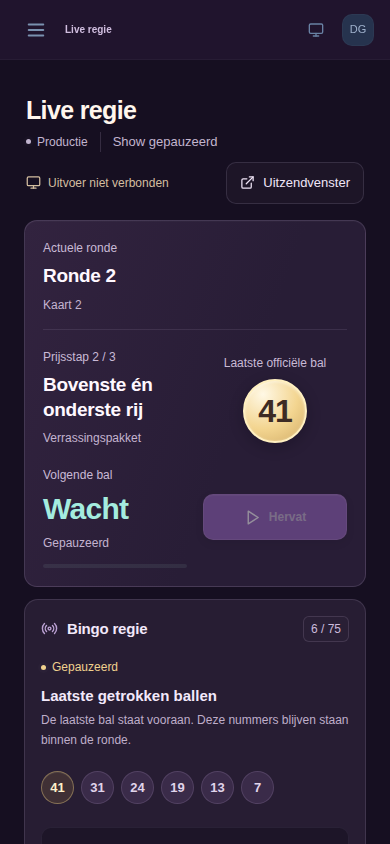 Live regie
DG
Live regie
Productie
Show gepauzeerd
Uitvoer niet verbonden
Uitzendvenster
Actuele ronde
Ronde 2
Kaart 2
Prijsstap 2 / 3
Bovenste én
onderste rij
Verrassingspakket
Laatste officiële bal
41
Volgende bal
Wacht
Gepauzeerd
Hervat
Bingo regie
6 / 75
Gepauzeerd
Laatste getrokken ballen
De laatste bal staat vooraan. Deze nummers blijven staan
binnen de ronde.
41 31 24 19 13 7